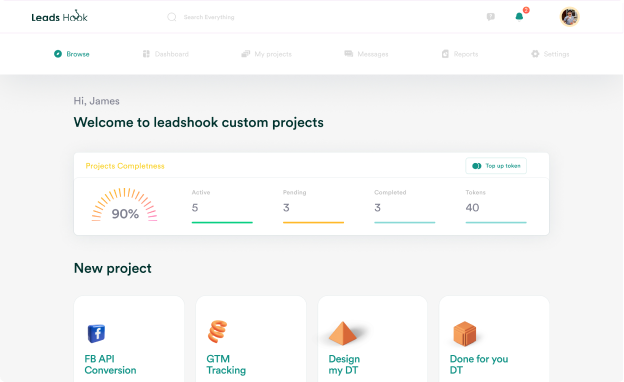 Leads Hook
Search Everything
2
Browse
Dashboard
My projects
Messages
Reports
Settings
Hi, James
Welcome to leadshook custom projects
Projects Completness
Top up token
90%
Active
5
Pending
3
Completed
3
Tokens
40
New project
FB API
Conversion
GTM
Tracking
Design
my DT
Done for you
DT